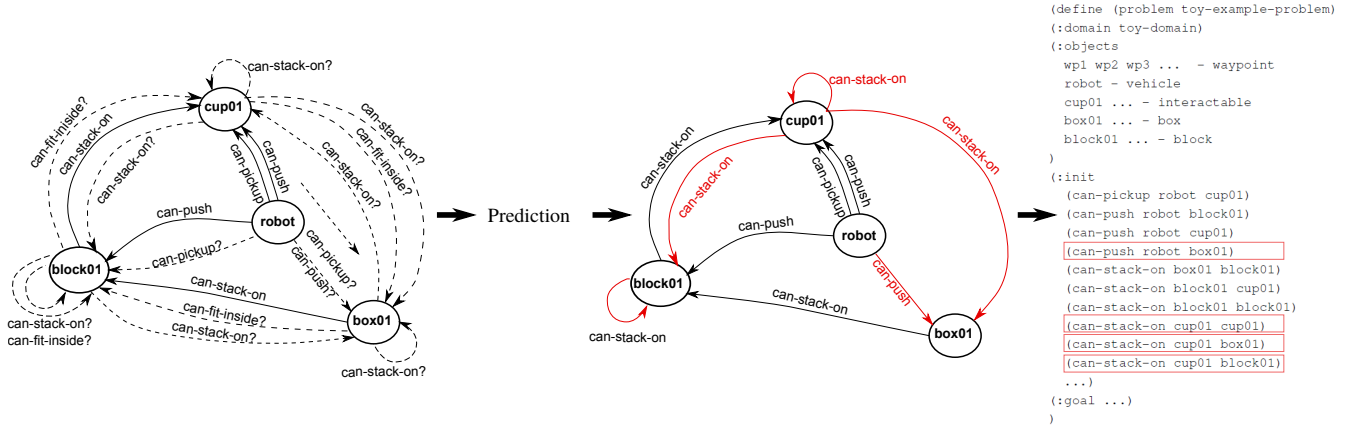 can-stack-on?
can-fit-iniside?
can-stack-on
can-stack-on?
cup01
can-stack-on?
can-fit-inside?
can-stack-on?
can-push
can-pickup
can-push
robot
can-pickup?
can-pickup?
can-push?
block01
can-stack-on
can-fit-inside?
can-stack-on?
box01
can-stack-on?
can-fit-inside?
can-stack-on?
Prediction
can-stack-on
cup01
can-stack-on
can-stack-on
can-stack-on
can-push
can-pickup
can-push
robot
can-push
block01
can-stack-on
can-stack-on
box01
(define (problem toy-example-problem)
(:domain toy-domain)
(:objects
wp1 wp2 wp3 ... - waypoint
robot - vehicle
cup01 ... - interactable
box01 ... - box
block01 ... - block
)
(:init
(can-pickup robot cup01)
(can-push robot block01)
(can-push robot cup01)
(can-push robot box01)
(can-stack-on box01 block01)
(can-stack-on block01 cup01)
(can-stack-on block01 block01)
(can-stack-on cup01 cup01)
(can-stack-on cup01 box01)
(can-stack-on cup01 block01)
...)
(:goal ...)
)